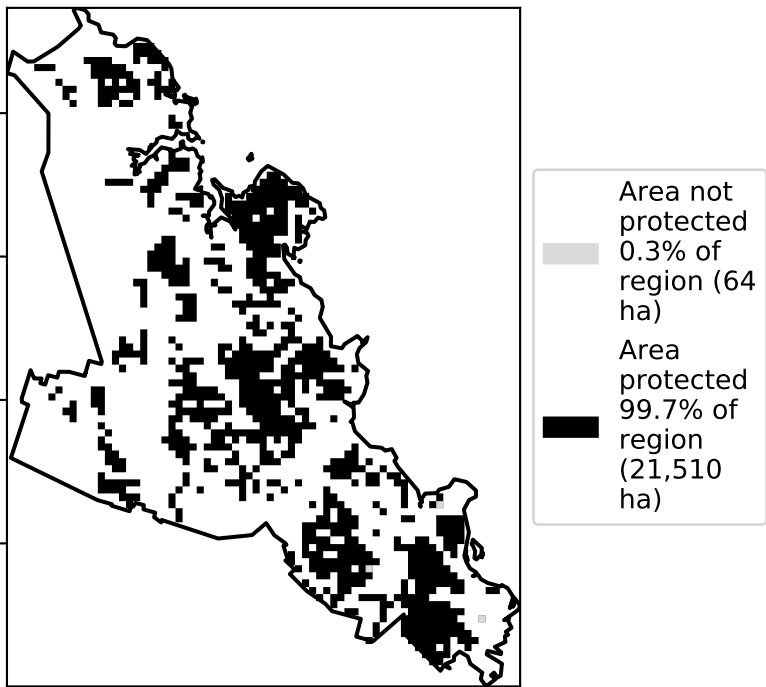 Area not
protected
0.3% of
region (64
ha)
Area
protected
99.7% of
region
(21,510
ha)